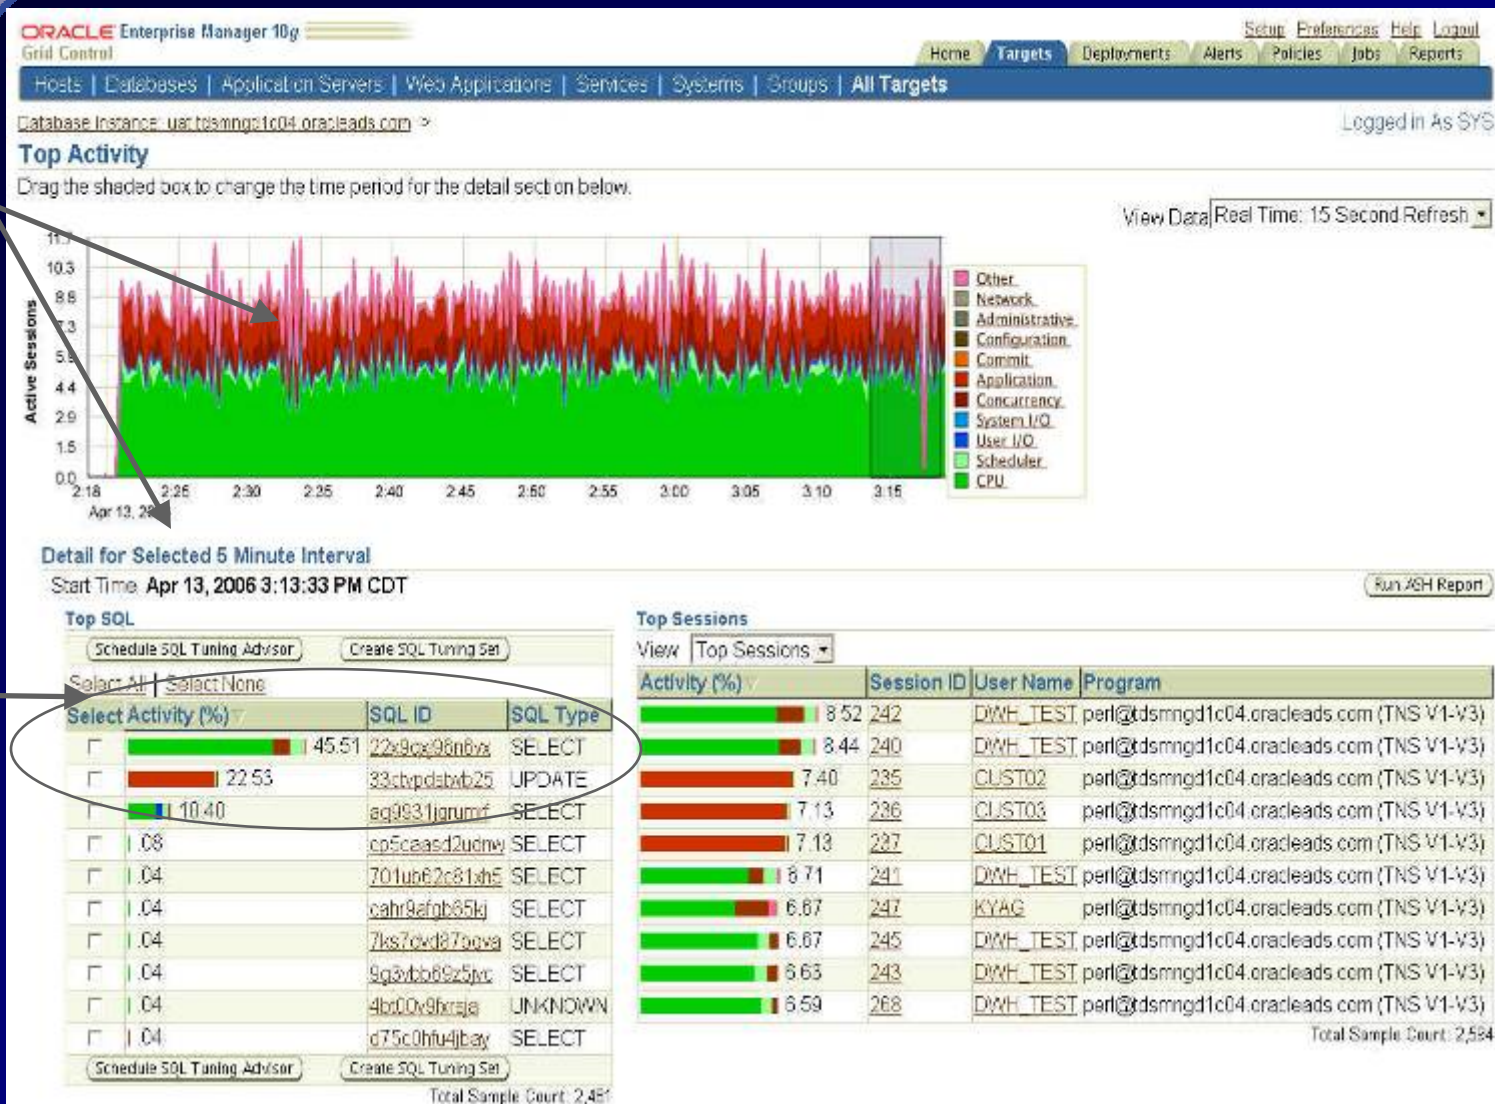 ORACLE Enterprise Manager 10g
Grid Control
Setup Preferences Help Logout
Home Targets Deployments Alerts Policies Jobs Reports
Hosts | Databases | Application Servers | Web Applications | Services | Systems | Groups | All Targets
Database Instance: >
Logged in As SYS
Top Activity
Drag the shaded box to change the time period for the detail section below.
View Data Real Time: 15 Second Refresh
Active Sessions
11.7
10.3
8.8
7.3
5.9
4.4
2.9
1.5
0.0
2:18 2:25 2:30 2:35 2:40 2:45 2:50 2:55 3:00 3:05 3:10 3:15
Apr 13,
Other
Network
Administrative
Configuration
Commit
Application
Concurrency
System I/O
User I/O
Scheduler
CPU
Detail for Selected 5 Minute Interval
Start Time Apr 13, 2006 3:13:33 PM CDT
Run ASH Report
Top SQL
Schedule SQL Tuning Advisor Create SQL Tuning Set
Select All | Select None
Select Activity (%) SQL ID SQL Type
45.51 SELECT
22.53 UPDATE
10.40 SELECT
.08 SELECT
.04 SELECT
.04 SELECT
.04 SELECT
.04 SELECT
.04 UNKNOWN
.04 d75c0hfu4jbay SELECT
Schedule SQL Tuning Advisor Create SQL Tuning Set
Total Sample Count:
Top Sessions
View Top Sessions
Activity (%) Session ID User Name Program
8.52 242 DWH_TEST perl@tdsmngd1c04.oracleads.com (TNS V1-V3)
8.44 240 DWH_TEST perl@tdsmngd1c04.oracleads.com (TNS V1-V3)
7.40 235 CUST02 perl@tdsmngd1c04.oracleads.com (TNS V1-V3)
7.13 236 CUST03 perl@tdsmngd1c04.oracleads.com (TNS V1-V3)
7.13 237 CUST01 perl@tdsmngd1c04.oracleads.com (TNS V1-V3)
6.71 241 DWH_TEST perl@tdsmngd1c04.oracleads.com (TNS V1-V3)
6.67 247 KYAG perl@tdsmngd1c04.oracleads.com (TNS V1-V3)
6.67 245 DWH_TEST perl@tdsmngd1c04.oracleads.com (TNS V1-V3)
6.63 243 DWH_TEST perl@tdsmngd1c04.oracleads.com (TNS V1-V3)
6.59 268 DWH_TEST perl@tdsmngd1c04.oracleads.com (TNS V1-V3)
Total Sample Count: 2,594